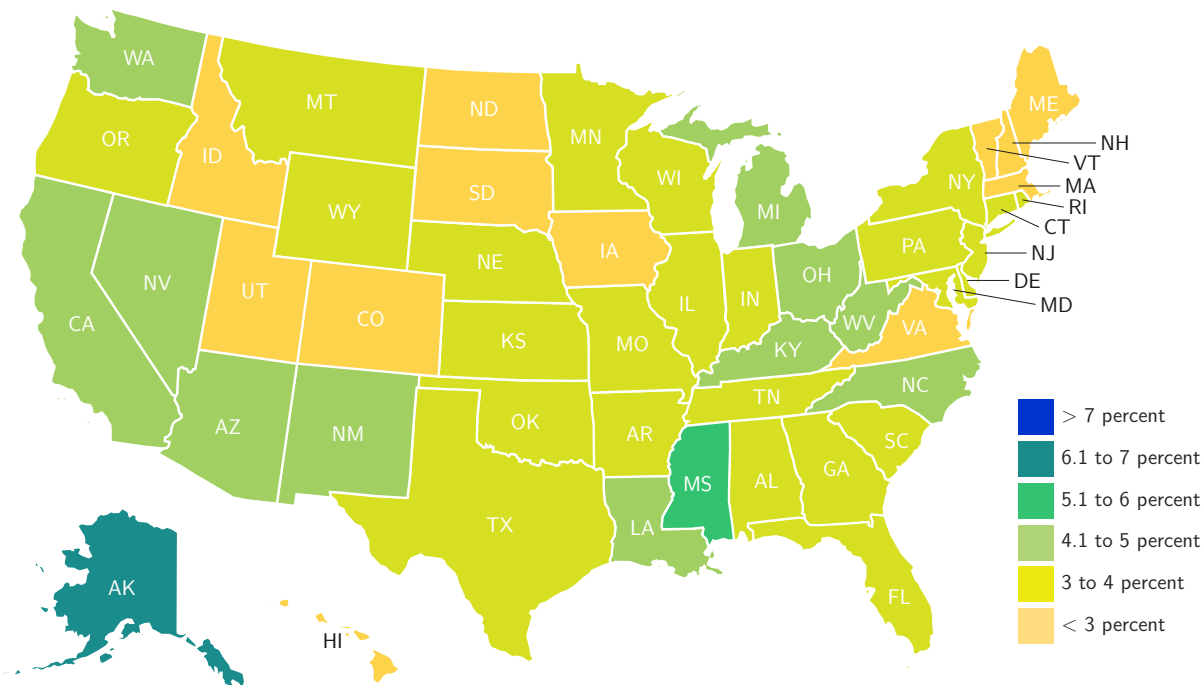 WA
MT
ND
ME
OR
ID
MN
NH
VT
SD
WI
NY
MA
WY
MI
RI
CT
NE
IA
PA
NJ
NV
UT
OH
DE
CO
IL
IN
MD
CA
KS
MO
WV
VA
KY
NC
TN
AZ
NM
OK
AR
SC
> 7 percent
GA
6.1 to 7 percent
MS
AL
5.1 to 6 percent
TX
LA
4.1 to 5 percent
AK
3 to 4 percent
FL
HI
< 3 percent